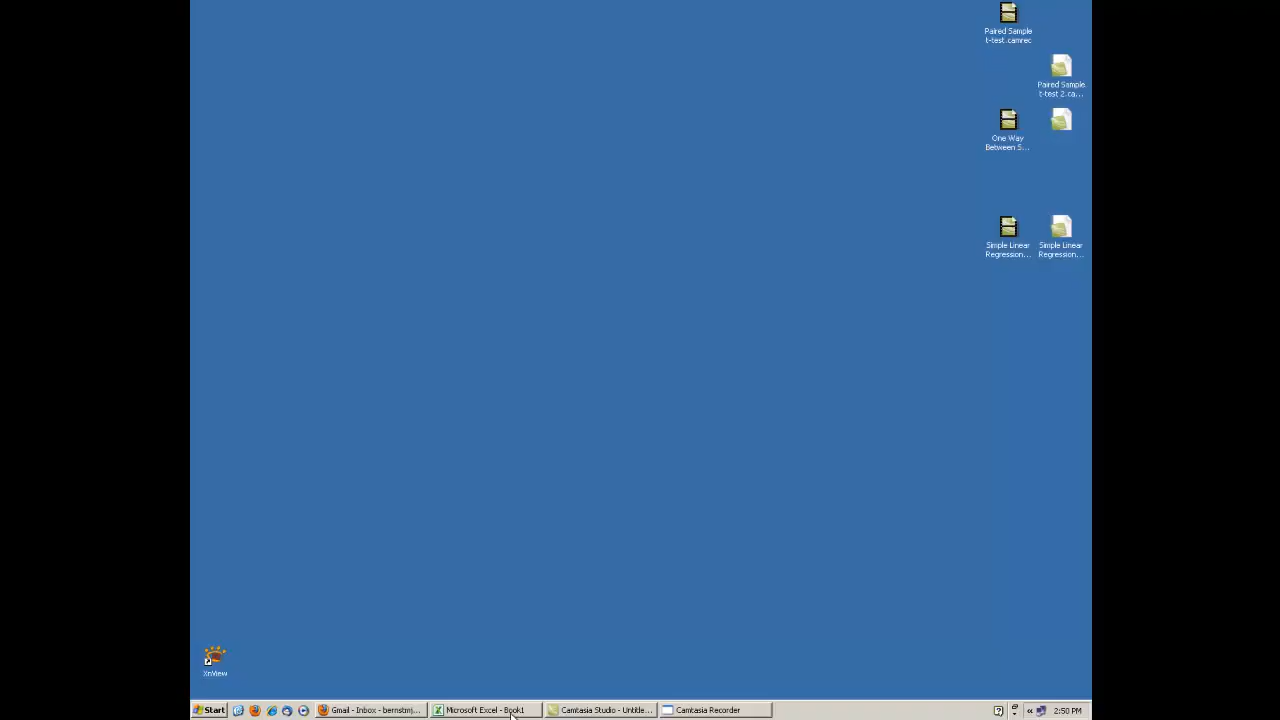 Paired Sample
t-test.camrec
Paired Sample
t-test 2.ca...
One Way
Between S...
Simple Linear
Regression...
Simple Linear
Regression...
XnView
Start
Gmail - Inbox - bernstmj...
Microsoft Excel - Book1
Camtasia Studio - Untitle...
Camtasia Recorder
«
2:50 PM